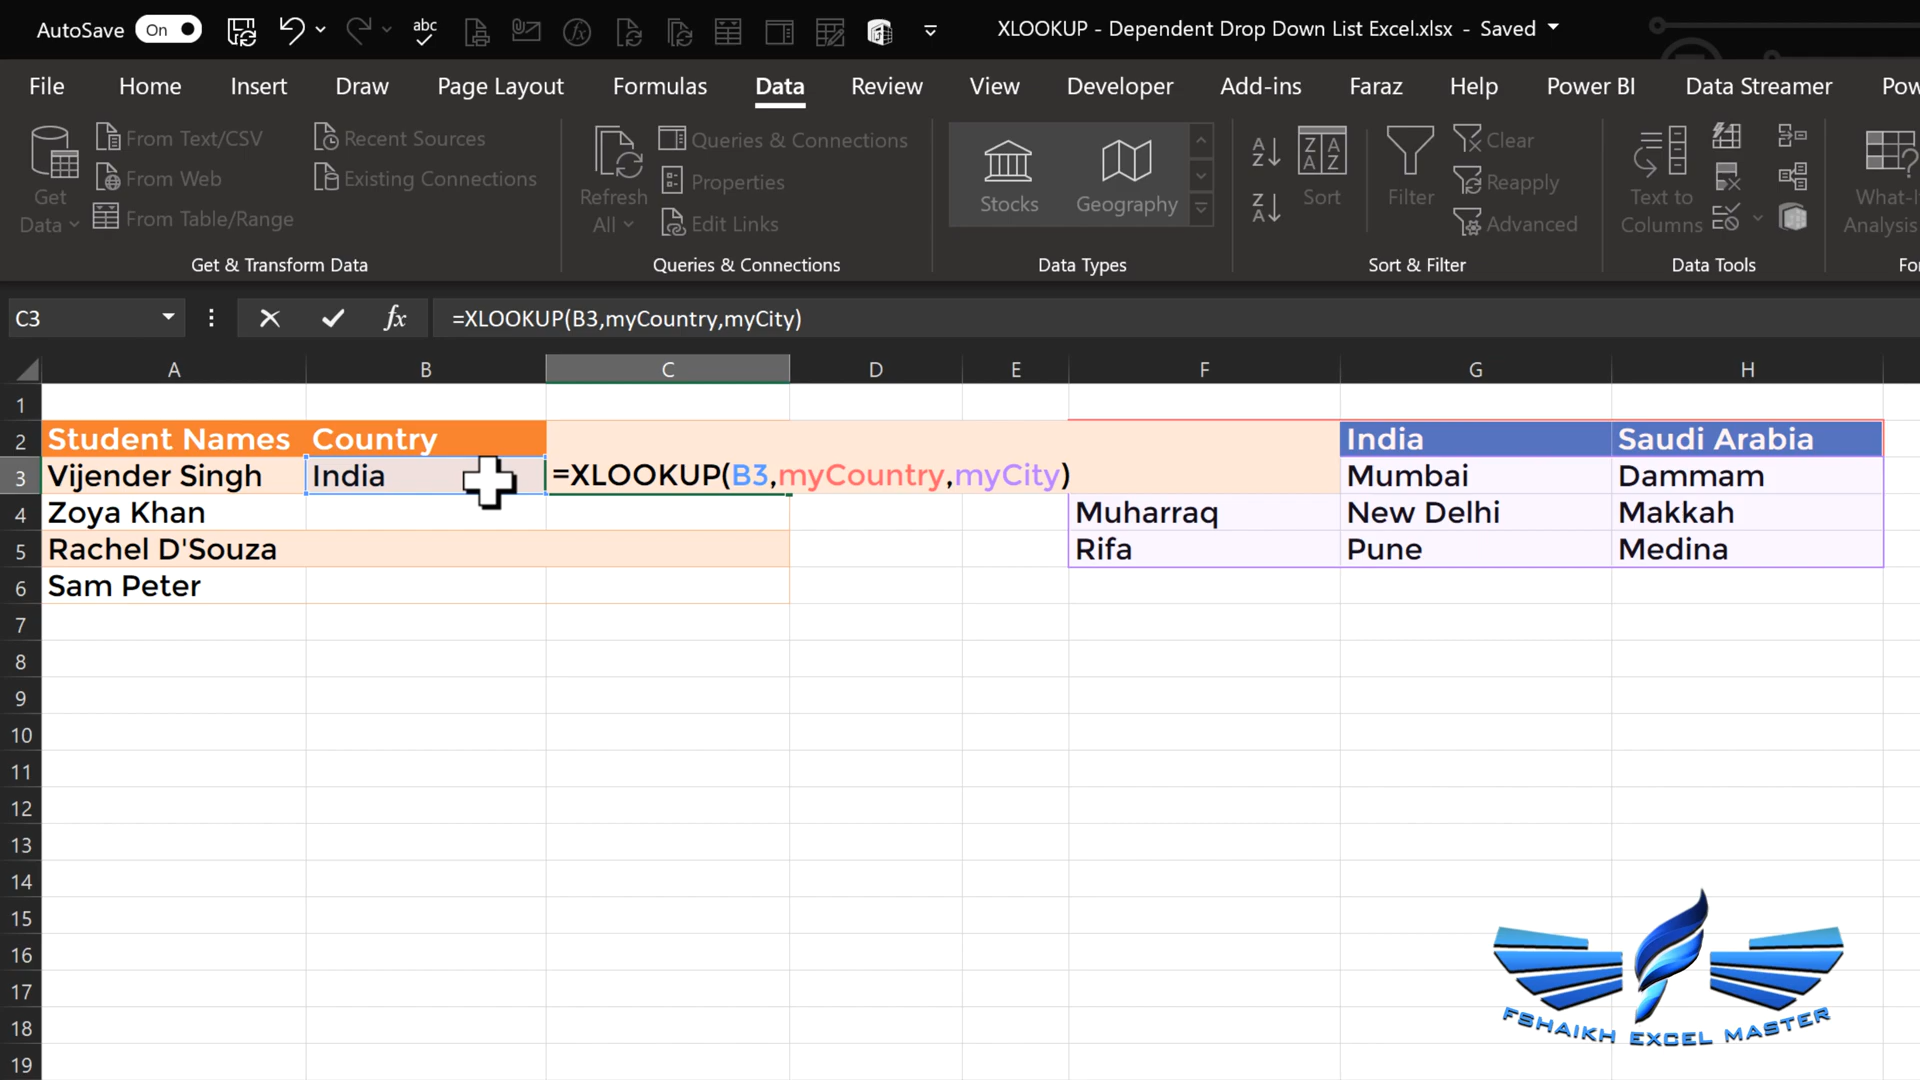 AutoSave On abc XLOOKUP - Dependent Drop Down List Excel.xlsx - Saved
File Home Insert Draw Page Layout Formulas Data Review View Developer Add-ins Faraz Help Power BI Data Streamer
Get Data
From Text/CSV
From Web
From Table/Range
Recent Sources
Existing Connections
Get & Transform Data
Refresh All
Queries & Connections
Properties
Edit Links
Queries & Connections
Stocks Geography
Data Types
Sort
Filter
Clear
Reapply
Advanced
Sort & Filter
Text to Columns
Data Tools
What-I
Analysis
C3 fx =XLOOKUP(B3,myCountry,myCity)
A B C D E F G H
1
2 Student Names Country India Saudi Arabia
3 Vijender Singh India =XLOOKUP(B3,myCountry,myCity) Mumbai Dammam
4 Zoya Khan Muharraq New Delhi Makkah
5 Rachel D'Souza Rifa Pune Medina
6 Sam Peter
7
8
9
10
11
12
13
14
15
16
17
18
19
FSHAIKH EXCEL MASTER